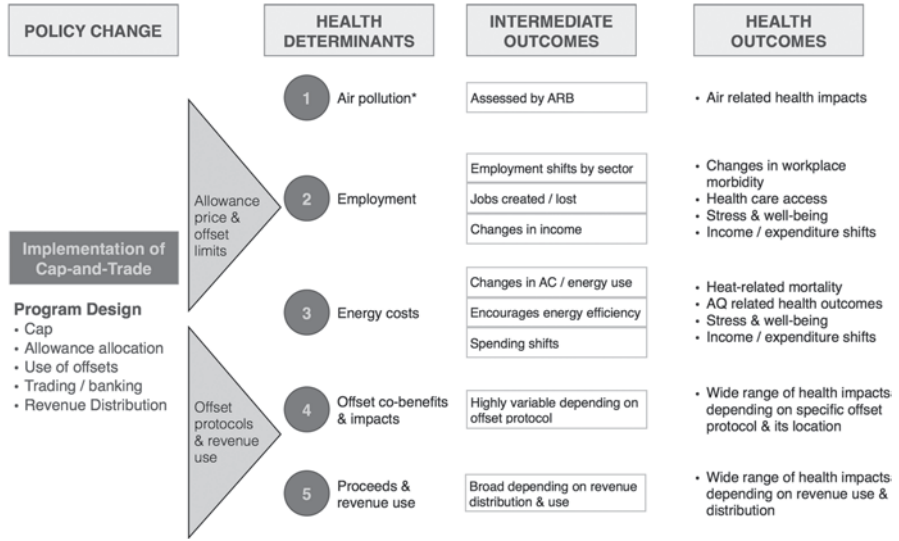 POLICY CHANGE
HEALTH
DETERMINANTS
INTERMEDIATE
OUTCOMES
HEALTH
OUTCOMES
Implementation of
Cap-and-Trade
Program Design
• Cap
• Allowance allocation
• Use of offsets
• Trading / banking
• Revenue Distribution
Allowance
price &
offset
limits
Offset
protocols
& revenue
use
1
Air pollution*
Assessed by ARB
• Air related health impacts
2
Employment
Employment shifts by sector
Jobs created / lost
Changes in income
• Changes in workplace
morbidity
• Health care access
• Stress & well-being
• Income / expenditure shifts
3
Energy costs
Changes in AC / energy use
Encourages energy efficiency
Spending shifts
• Heat-related mortality
• AQ related health outcomes
• Stress & well-being
• Income / expenditure shifts
4
Offset co-benefits
& impacts
Highly variable depending on
offset protocol
• Wide range of health impacts
depending on specific offset
protocol & its location
5
Proceeds &
revenue use
Broad depending on revenue
distribution & use
• Wide range of health impacts
depending on revenue use &
distribution